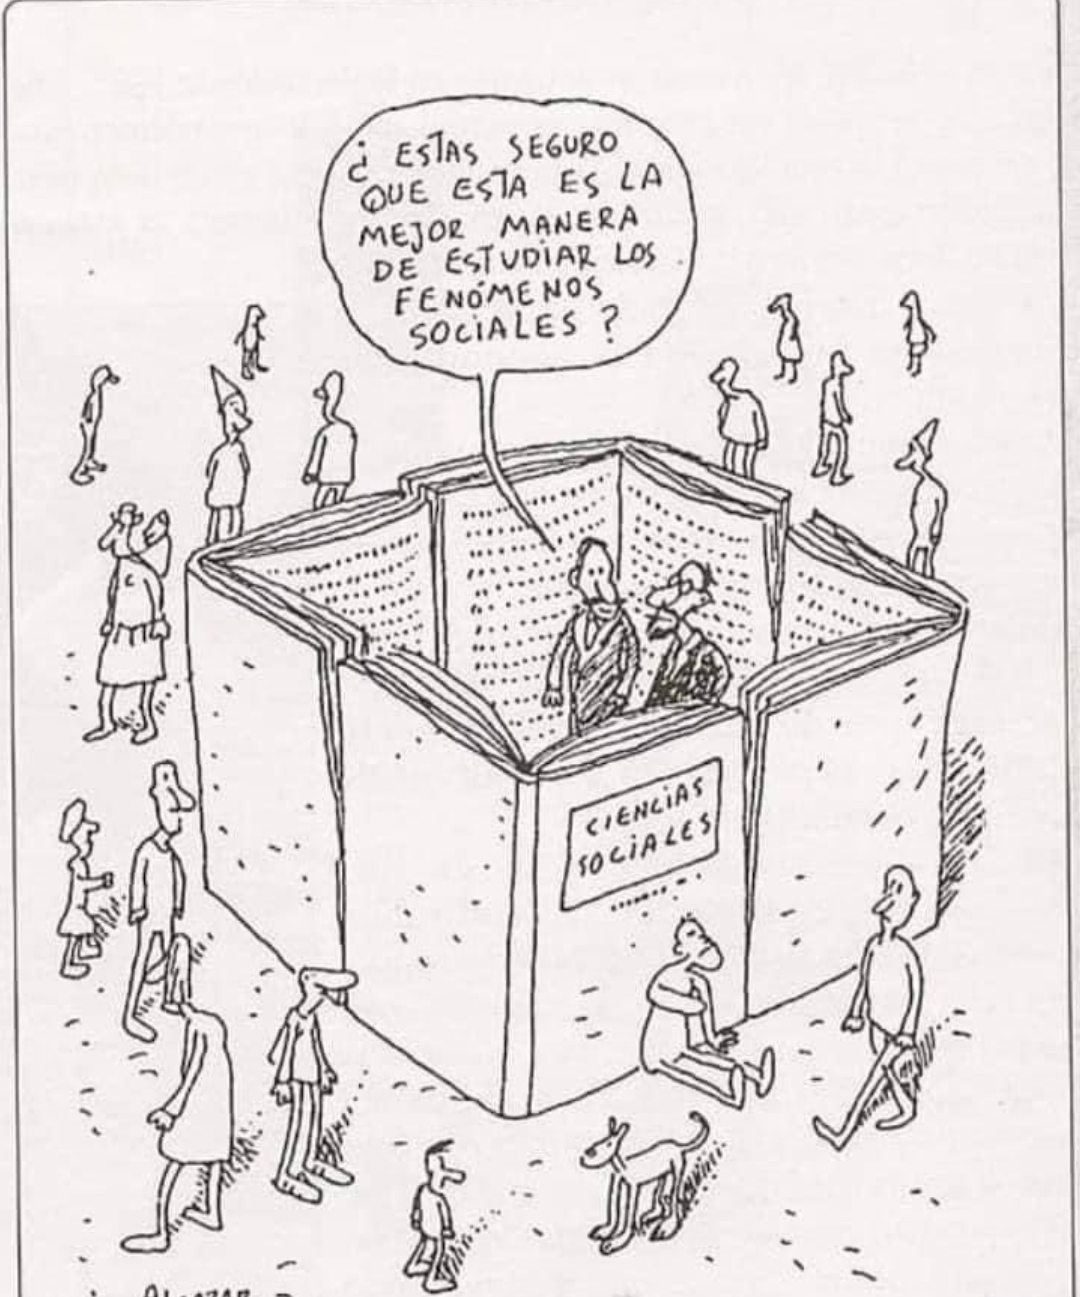 ¿ ESTAS SEGURO
QUE ESTA ES LA
MEJOR MANERA
DE ESTUDIAR LOS
FENÓMENOS
SOCIALES ?
CIENCIAS
SOCIALES